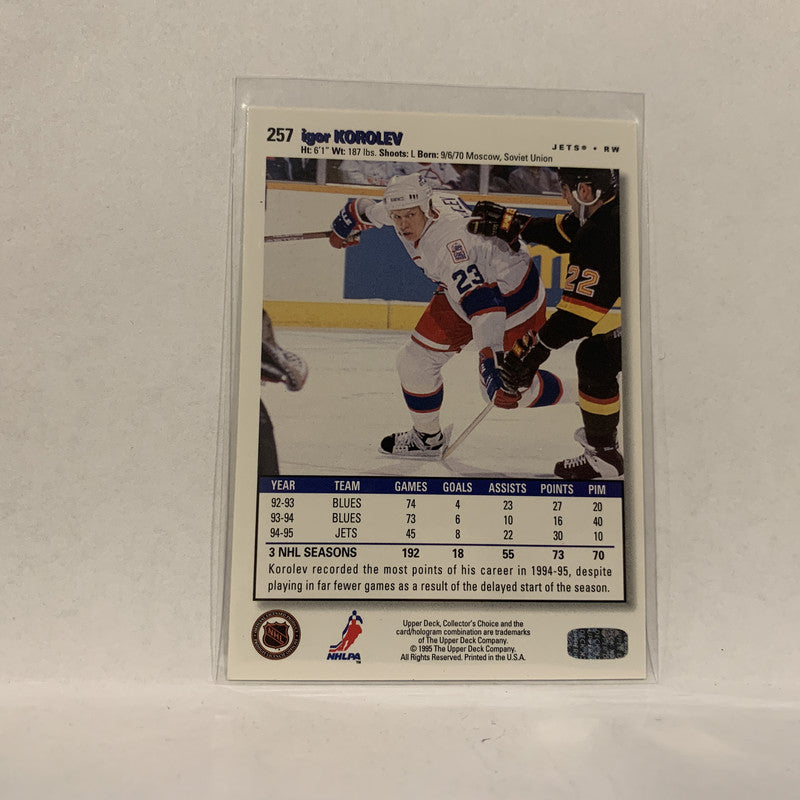 257 igor KOROLEV
JETS® • RW
Ht: 6'1" Wt: 187 lbs. Shoots: L Born: 9/6/70 Moscow, Soviet Union
23
22
YEAR TEAM GAMES GOALS ASSISTS POINTS PIM
92-93 BLUES 74 4 23 27 20
93-94 BLUES 73 6 10 16 40
94-95 JETS 45 8 22 30 10
3 NHL SEASONS 192 18 55 73 70
Korolev recorded the most points of his career in 1994-95, despite
playing in far fewer games as a result of the delayed start of the season.
NHL
NHLPA™
Upper Deck, Collector's Choice and the
card/hologram combination are trademarks
of The Upper Deck Company.
© 1995 The Upper Deck Company.
All Rights Reserved. Printed in the U.S.A.